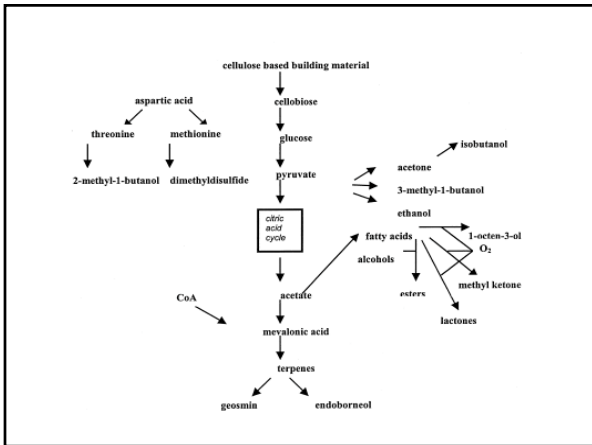 cellulose based building material
aspartic acid
cellobiose
threonine methionine
glucose
isobutanol
acetone
2-methyl-1-butanol dimethyldisulfide
pyruvate
3-methyl-1-butanol
ethanol
citric
acid
cycle
fatty acids
1-octen-3-ol
O₂
alcohols
methyl ketone
esters
acetate
CoA
lactones
mevalonic acid
terpenes
geosmin endoborneol